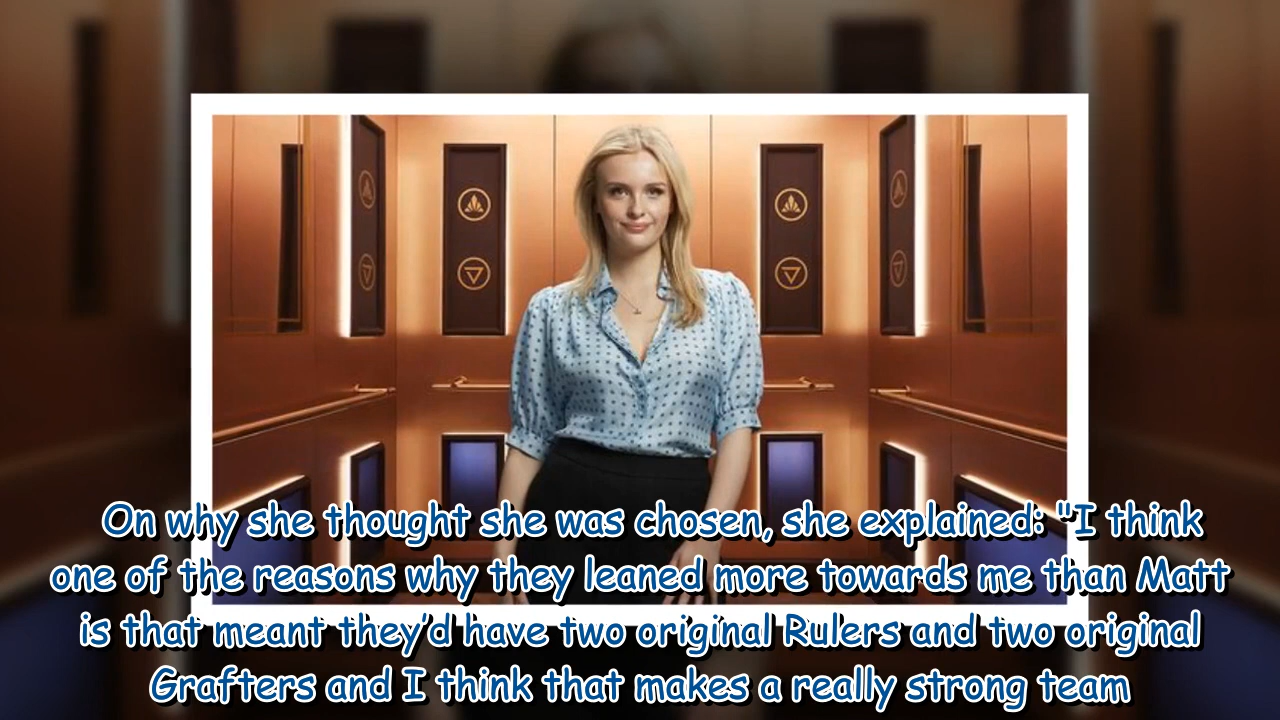 On why she thought she was chosen, she explained: "I think
one of the reasons why they leaned more towards me than Matt
is that meant they’d have two original Rulers and two original
Grafters and I think that makes a really strong team